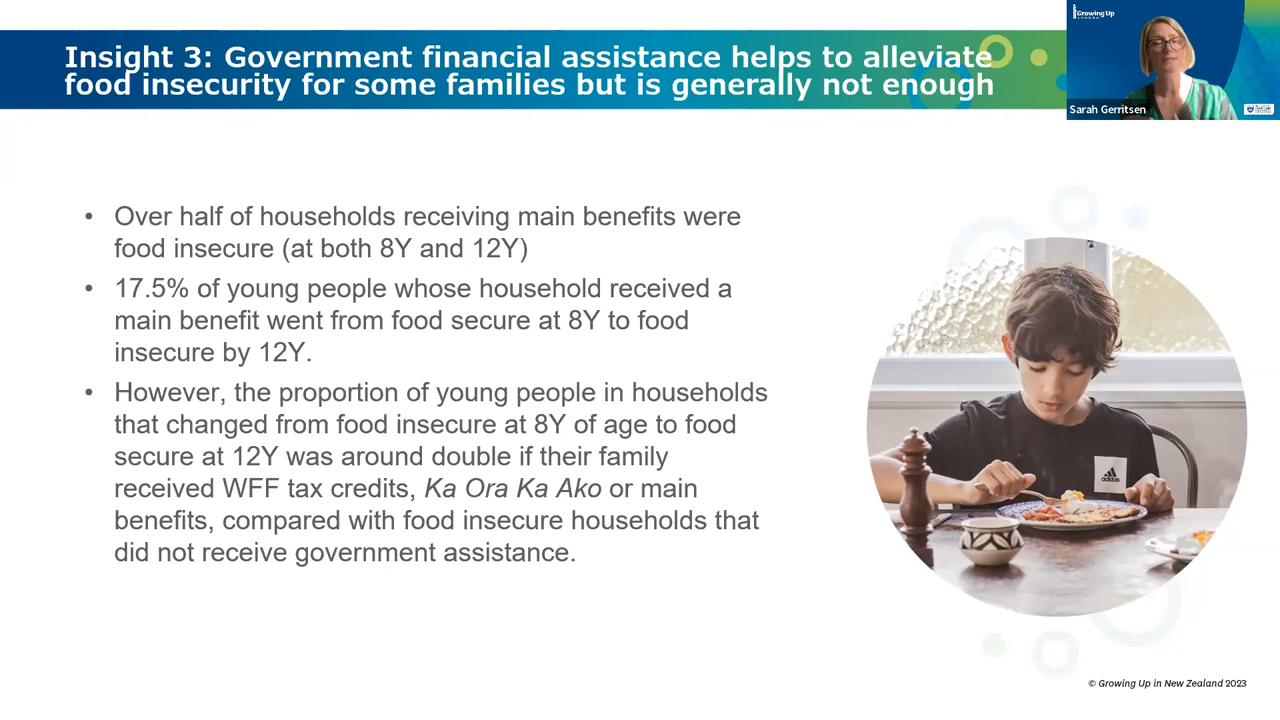 Insight 3: Government financial assistance helps to alleviate
food insecurity for some families but is generally not enough
Growing Up
Sarah Gerritsen
• Over half of households receiving main benefits were
food insecure (at both 8Y and 12Y)
• 17.5% of young people whose household received a
main benefit went from food secure at 8Y to food
insecure by 12Y.
• However, the proportion of young people in households
that changed from food insecure at 8Y of age to food
secure at 12Y was around double if their family
received WFF tax credits, Ka Ora Ka Ako or main
benefits, compared with food insecure households that
did not receive government assistance.
adidas
© Growing Up in New Zealand 2023